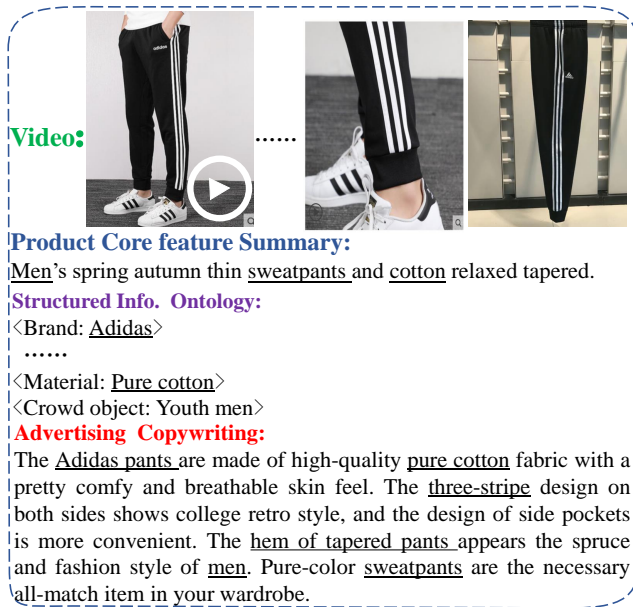 adidas
Video:
......
Product Core feature Summary:
Men's spring autumn thin sweatpants and cotton relaxed tapered.
Structured Info. Ontology:
<Brand: Adidas>
......
<Material: Pure cotton>
<Crowd object: Youth men>
Advertising Copywriting:
The Adidas pants are made of high-quality pure cotton fabric with a
pretty comfy and breathable skin feel. The three-stripe design on
both sides shows college retro style, and the design of side pockets
is more convenient. The hem of tapered pants appears the spruce
and fashion style of men. Pure-color sweatpants are the necessary
all-match item in your wardrobe.